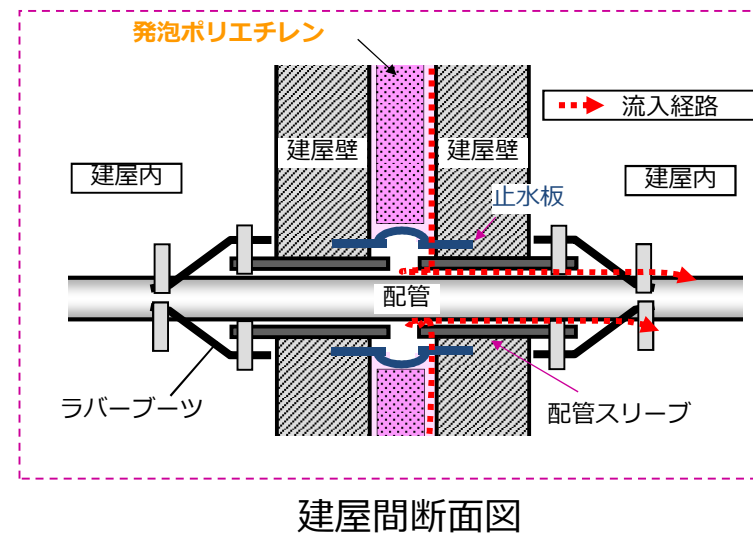 発泡ポリエチレン
流入経路
建屋壁
建屋壁
建屋内
建屋内
止水板
配管
ラバーブーツ
配管スリーブ
建屋間断面図